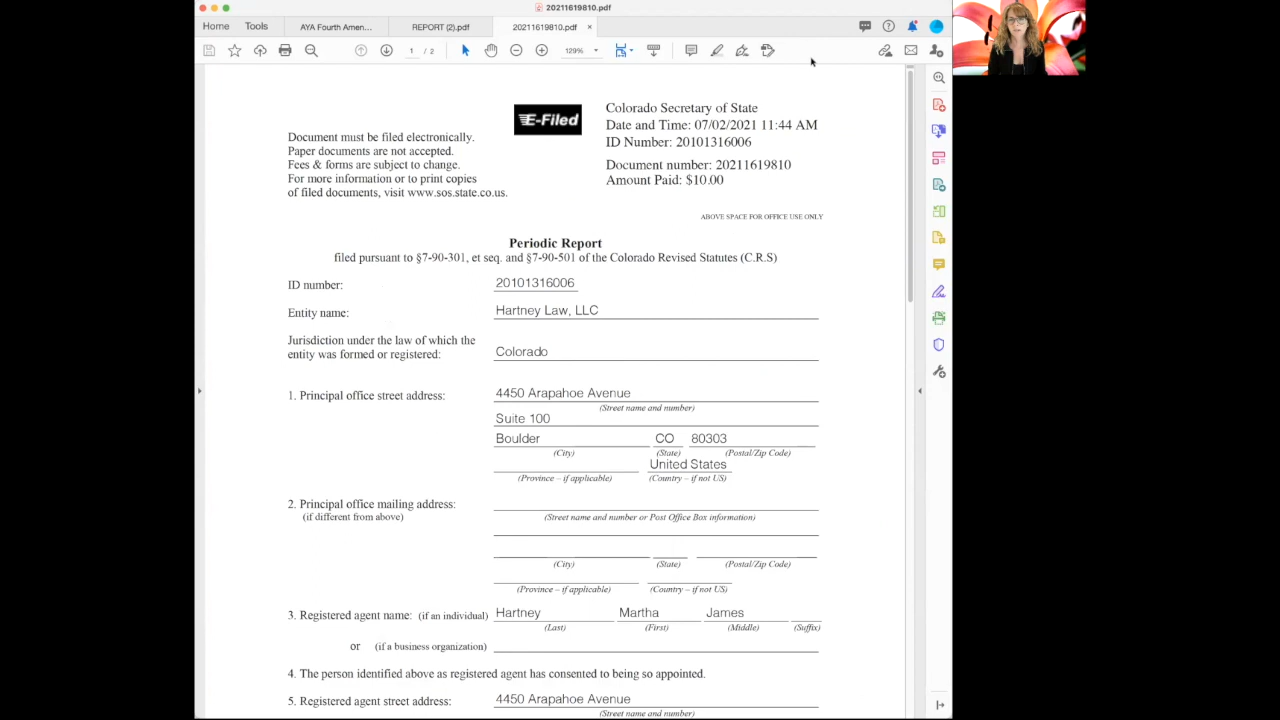 20211619810.pdf
Home
Tools
AYA Fourth Amen...
REPORT (2).pdf
20211619810.pdf
1 / 2
129%
E-Filed
Colorado Secretary of State
Date and Time: 07/02/2021 11:44 AM
ID Number: 20101316006
Document number: 20211619810
Amount Paid: $10.00
Document must be filed electronically.
Paper documents are not accepted.
Fees & forms are subject to change.
For more information or to print copies
of filed documents, visit www.sos.state.co.us.
ABOVE SPACE FOR OFFICE USE ONLY
Periodic Report
filed pursuant to §7-90-301, et seq. and §7-90-501 of the Colorado Revised Statutes (C.R.S)
ID number: 20101316006
Entity name: Hartney Law, LLC
Jurisdiction under the law of which the
entity was formed or registered: Colorado
1. Principal office street address: 4450 Arapahoe Avenue
(Street name and number)
Suite 100
Boulder CO 80303
(City) (State) (Postal/Zip Code)
United States
(Province – if applicable) (Country – if not US)
2. Principal office mailing address:
(if different from above) (Street name and number or Post Office Box information)
(City) (State) (Postal/Zip Code)
(Province – if applicable) (Country – if not US)
3. Registered agent name: (if an individual) Hartney Martha James
(Last) (First) (Middle) (Suffix)
or (if a business organization)
4. The person identified above as registered agent has consented to being so appointed.
5. Registered agent street address: 4450 Arapahoe Avenue
(Street name and number)